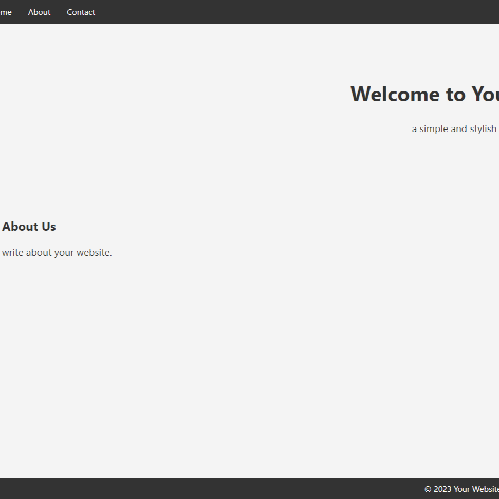 me About Contact
Welcome to You
a simple and stylish
About Us
write about your website.
© 2023 Your Website